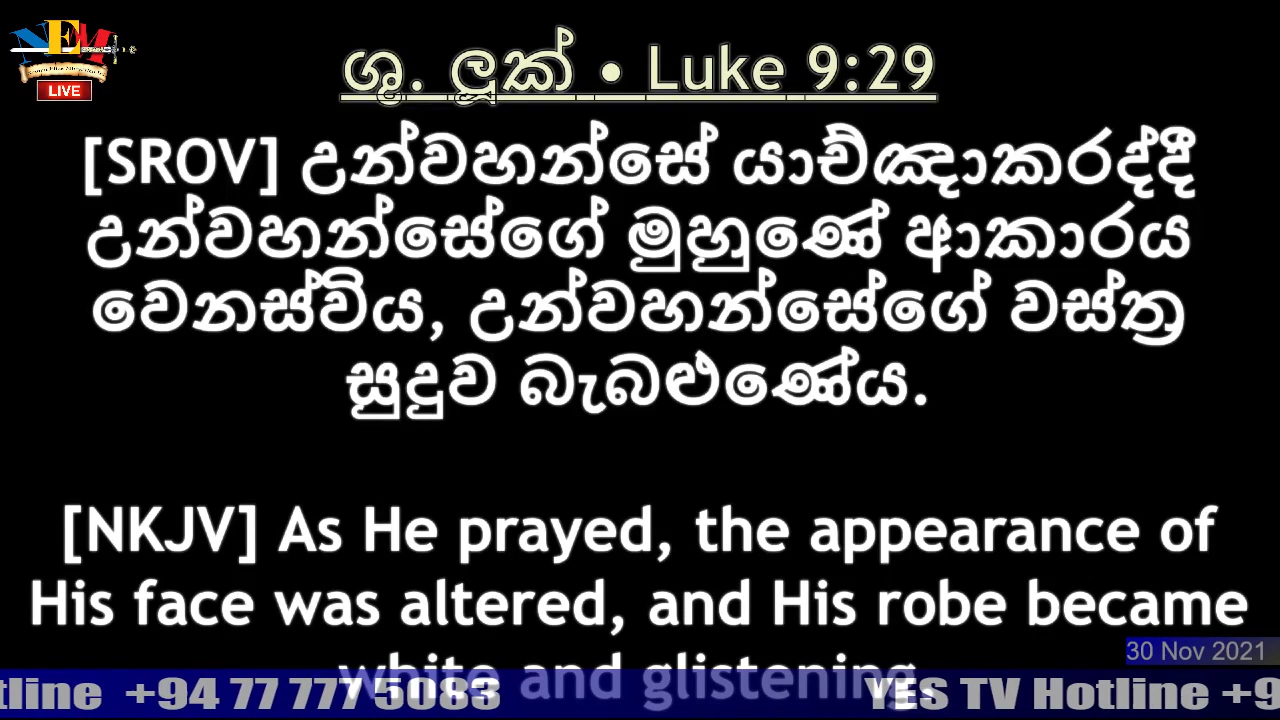 NEM
LIVE
ශු. ලූක් • Luke 9:29
[SROV] උන්වහන්සේ යාච්ඤාකරද්දී
උන්වහන්සේගේ මුහුණේ ආකාරය
වෙනස්විය, උන්වහන්සේගේ වස්ත්‍ර
සුදුව බැබළුණේය.
[NKJV] As He prayed, the appearance of
His face was altered, and His robe became
white and glistening.
30 Nov 2021
tline +94 77 777 5083 YES TV Hotline +9